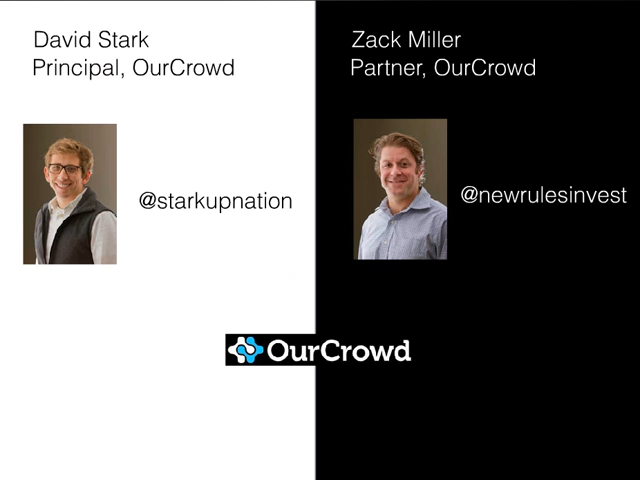 David Stark
Principal, OurCrowd
@starkupnation
Zack Miller
Partner, OurCrowd
@newrulesinvest
OurCrowd